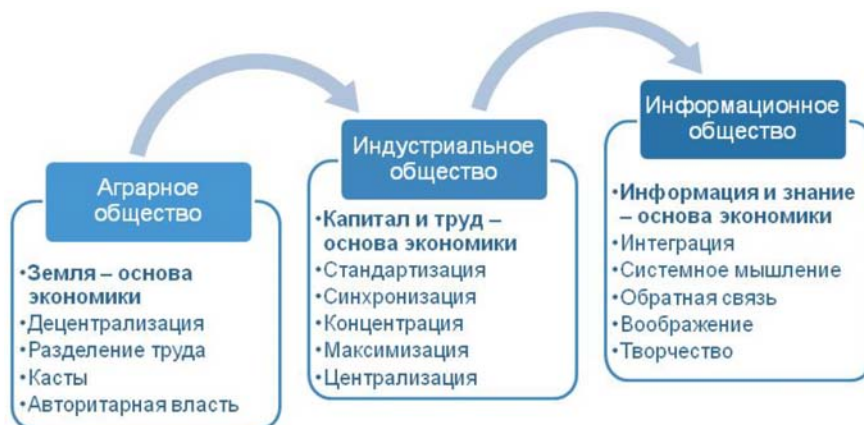 Аграрное
общество
•Земля – основа
экономики
•Децентрализация
•Разделение труда
•Касты
•Авторитарная власть
Индустриальное
общество
•Капитал и труд –
основа экономики
•Стандартизация
•Синхронизация
•Концентрация
•Максимизация
•Централизация
Информационное
общество
•Информация и знание
– основа экономики
•Интеграция
•Системное мышление
•Обратная связь
•Воображение
•Творчество